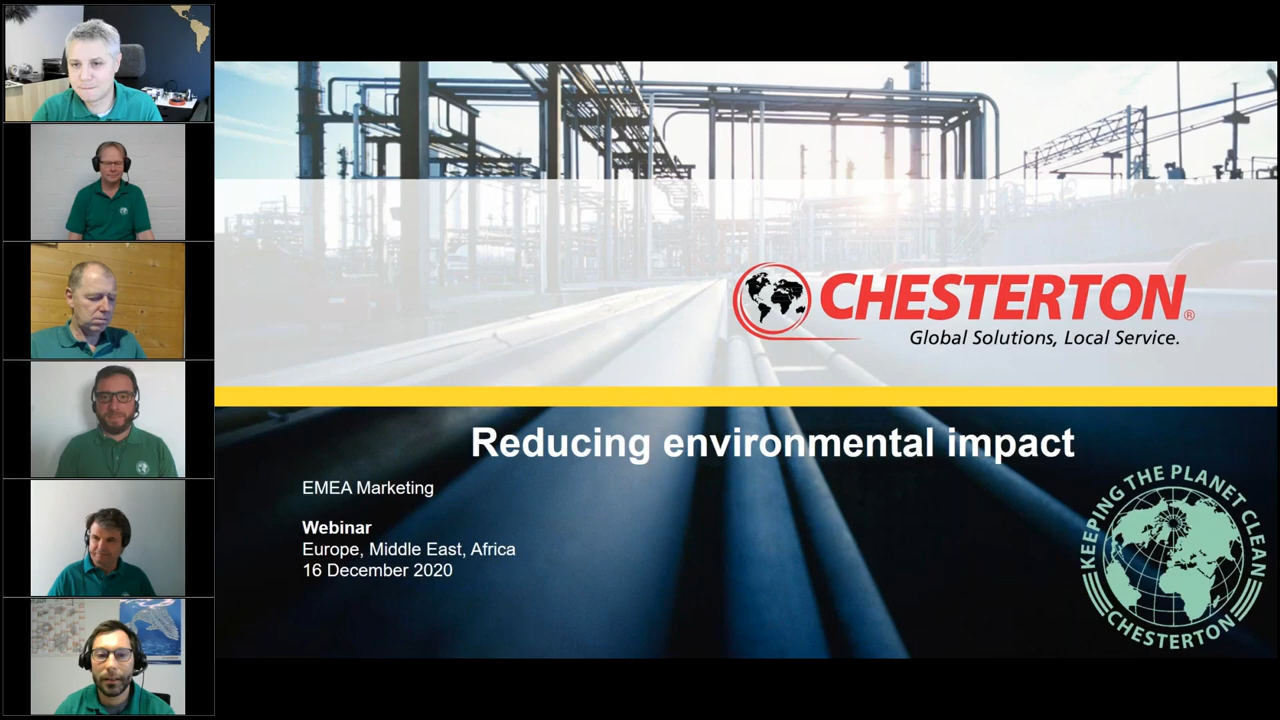 CHESTERTON®
Global Solutions, Local Service.
Reducing environmental impact
EMEA Marketing
Webinar
Europe, Middle East, Africa
16 December 2020
KEEPING THE PLANET CLEAN
CHESTERTON